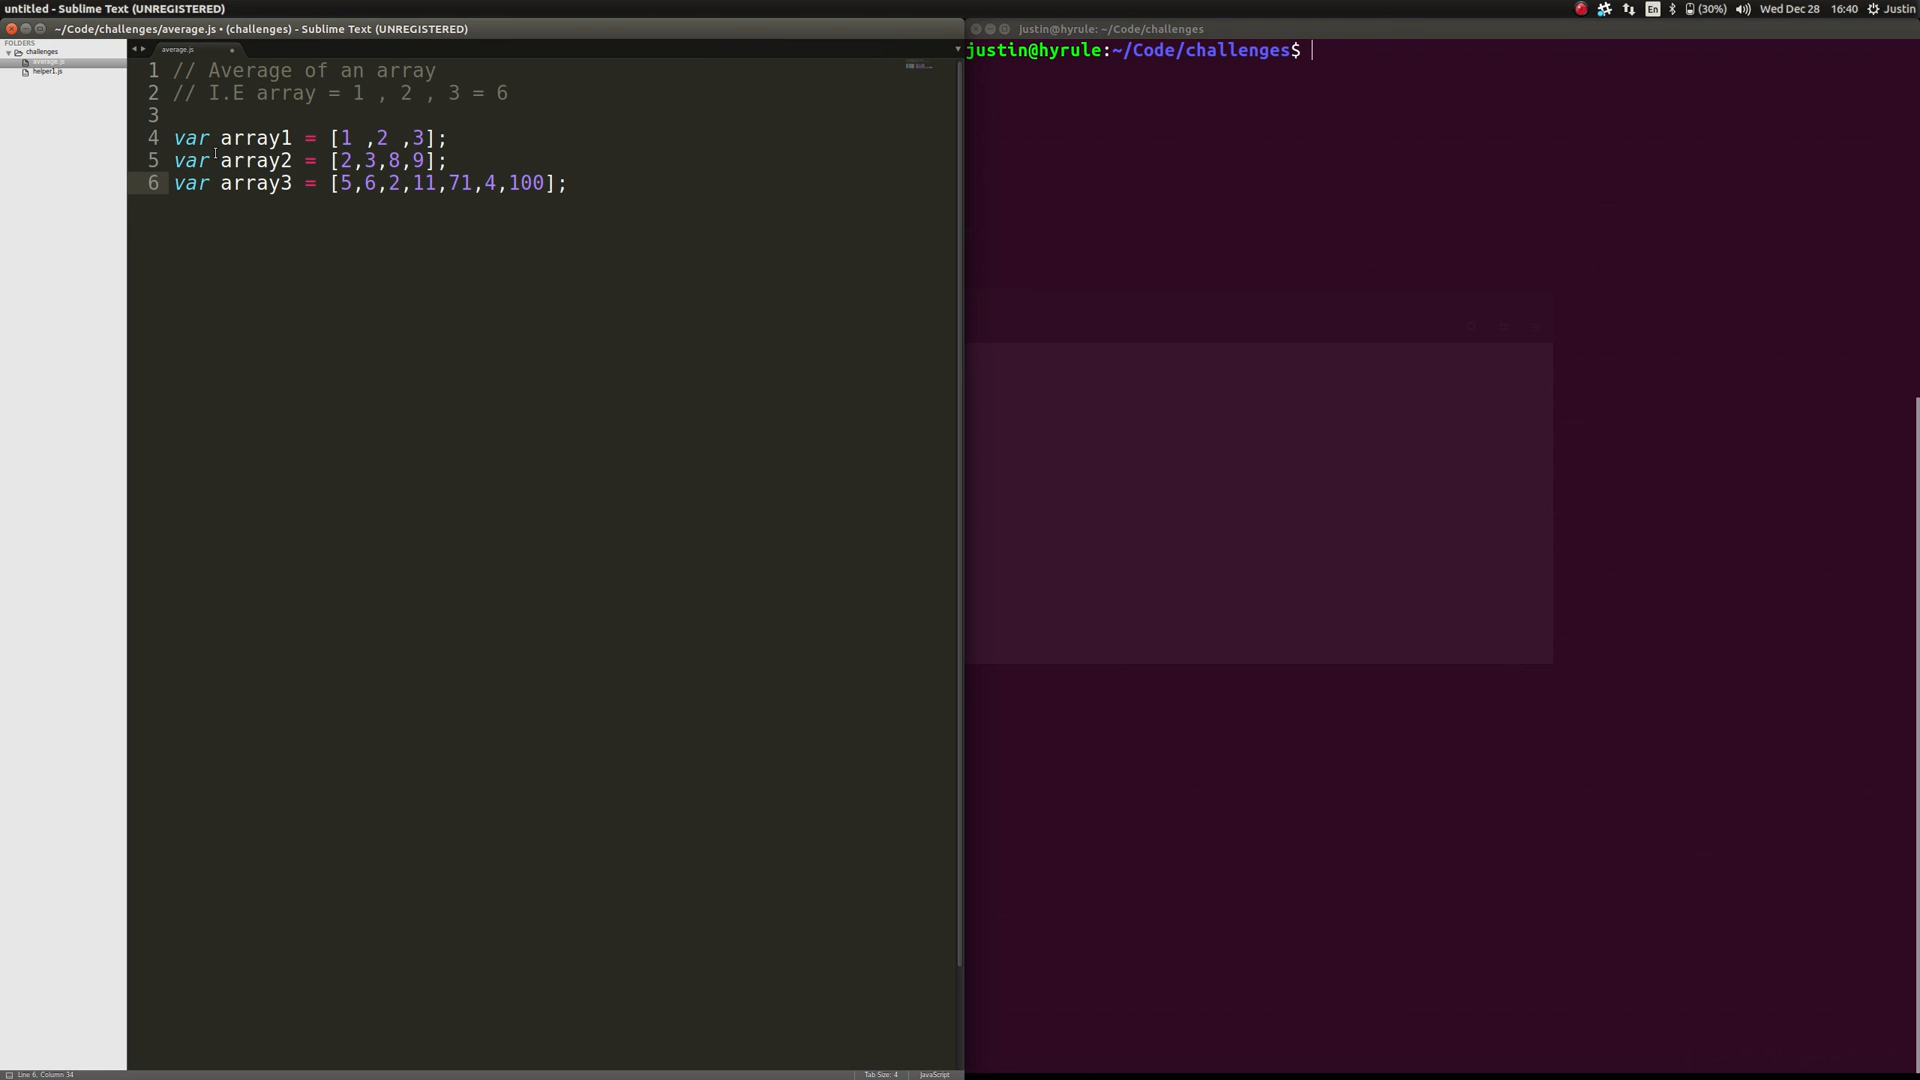 untitled - Sublime Text (UNREGISTERED)
En (30%) Wed Dec 28 16:40 Justin
~/Code/challenges/average.js • (challenges) - Sublime Text (UNREGISTERED)
FOLDERS
challenges
average.js
helper1.js
average.js
1 // Average of an array
2 // I.E array = 1 , 2 , 3 = 6
3
4 var array1 = [1 ,2 ,3];
5 var array2 = [2,3,8,9];
6 var array3 = [5,6,2,11,71,4,100];
Line 6, Column 34
Tab Size: 4 JavaScript
justin@hyrule: ~/Code/challenges
justin@hyrule:~/Code/challenges$